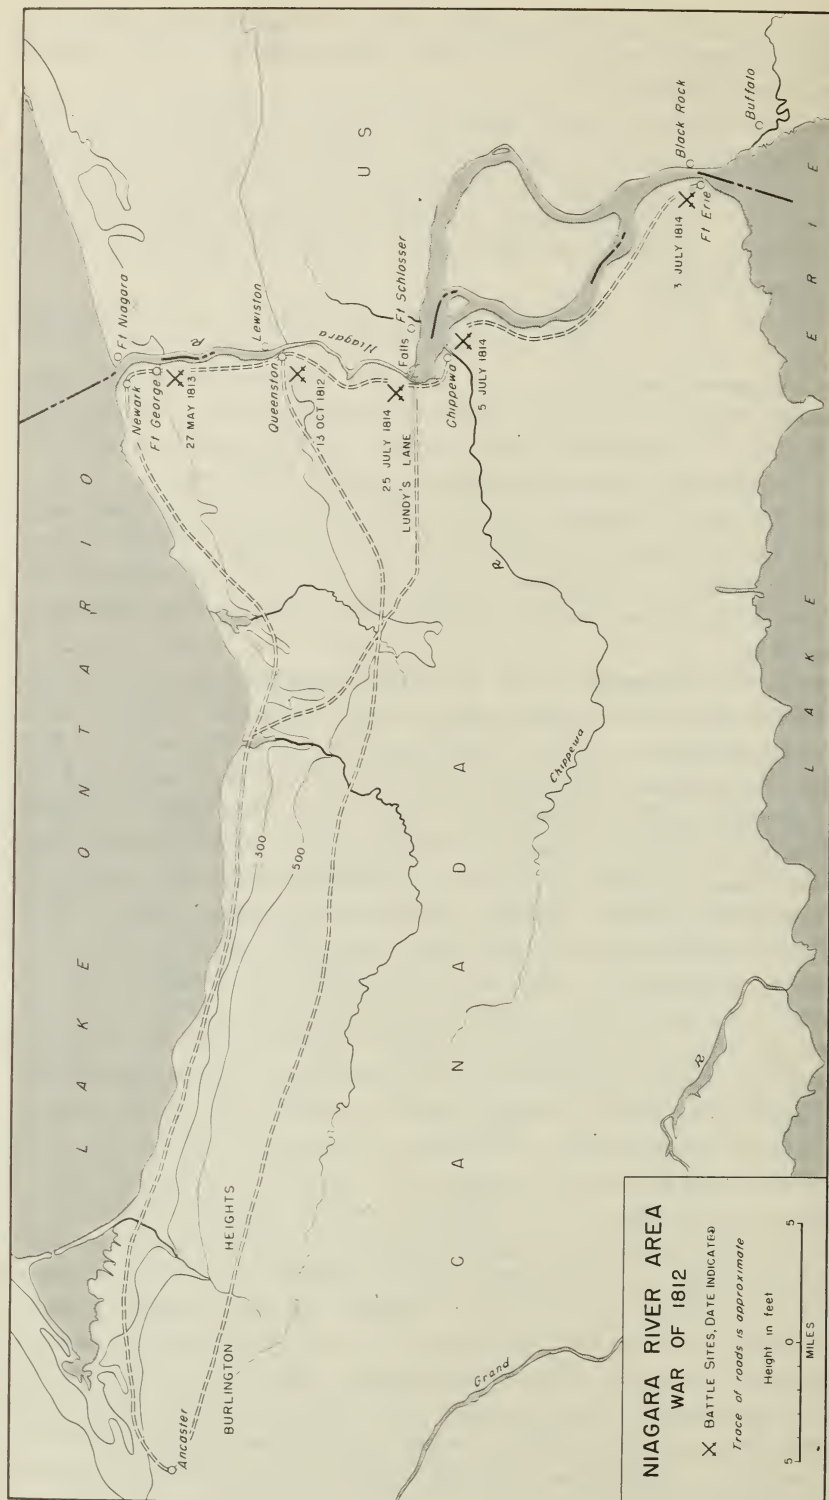 LAKE ONTARIO
Ft Niagara
Newark
Ft George
27 MAY 1813
R
Lewiston
Queenston
13 OCT 1812
Niagara
U S
25 JULY 1814
LUNDY'S LANE
Falls
Ft Schlosser
Chippewa
5 JULY 1814
3 JULY 1814
Ft Erie
Black Rock
Buffalo
300
500
R
Chippewa
CANADA
LAKE ERIE
R
BURLINGTON HEIGHTS
Ancaster
Grand
NIAGARA RIVER AREA
WAR OF 1812
BATTLE SITES, DATE INDICATED
Trace of roads is approximate
Height in feet
5 0 5
MILES